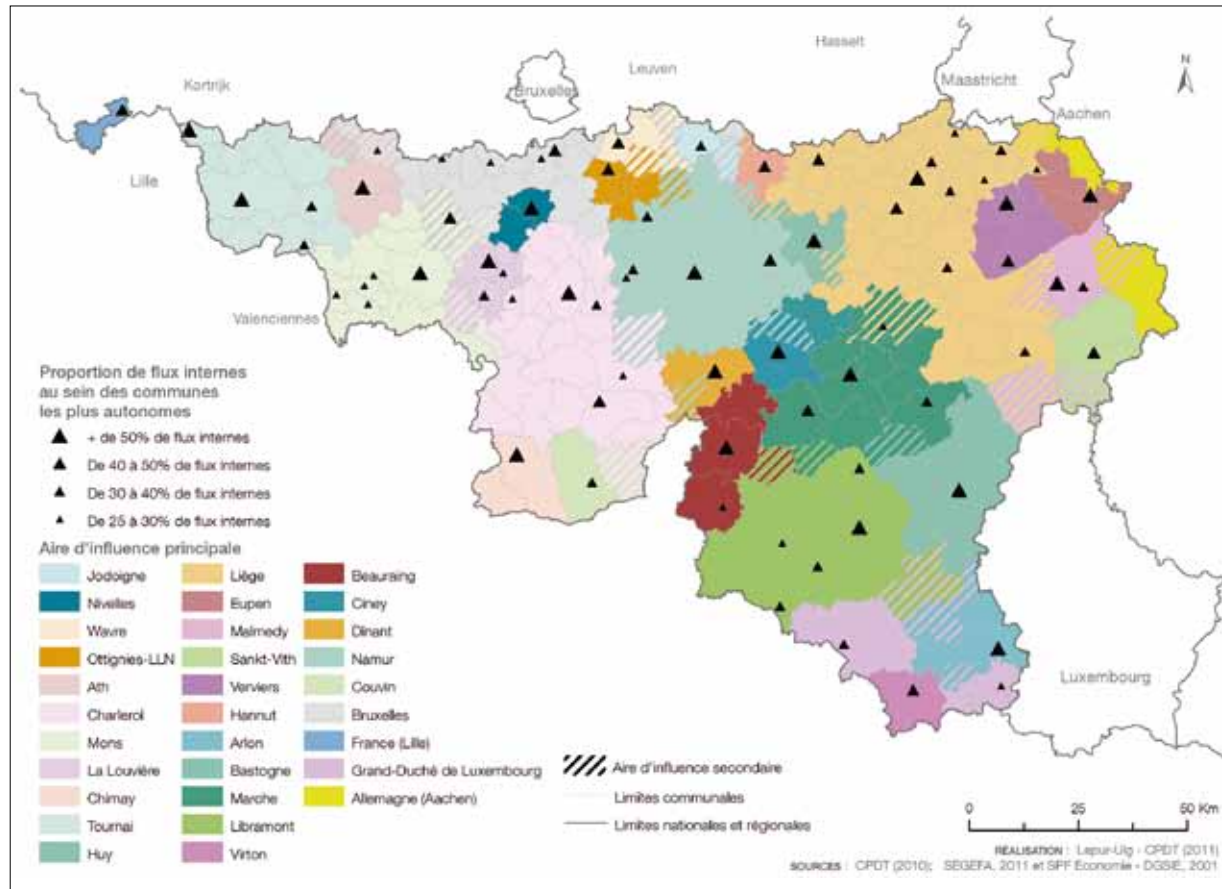 Hasselt
N
Kortrijk
Leuven
Maastricht
Bruxelles
Aachen
Lille
Valenciennes
Luxembourg
Proportion de flux internes
au sein des communes
les plus autonomes
+ de 50% de flux internes
De 40 à 50% de flux internes
De 30 à 40% de flux internes
De 25 à 30% de flux internes
Aire d'influence principale
Jodoigne
Nivelles
Wavre
Ottignies-LLN
Ath
Charleroi
Mons
La Louvière
Chimay
Tournai
Huy
Liège
Eupen
Malmedy
Sankt-Vith
Verviers
Hannut
Arlon
Bastogne
Marche
Libramont
Virton
Beauraing
Ciney
Dinant
Namur
Couvin
Bruxelles
France (Lille)
Grand-Duché de Luxembourg
Allemagne (Aachen)
Aire d'influence secondaire
Limites communales
Limites nationales et régionales
0 25 50 Km
RÉALISATION : Lepur-Ulg - CPDT (2011)
SOURCES : CPDT (2010); SEGEFA, 2011 et SPF Economie - DGSIE, 2001